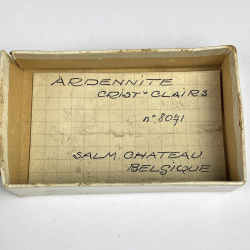 ARDENNITE
CRIST. CLAIRS
n° 8041
SALM. CHATEAU
BELGIQUE